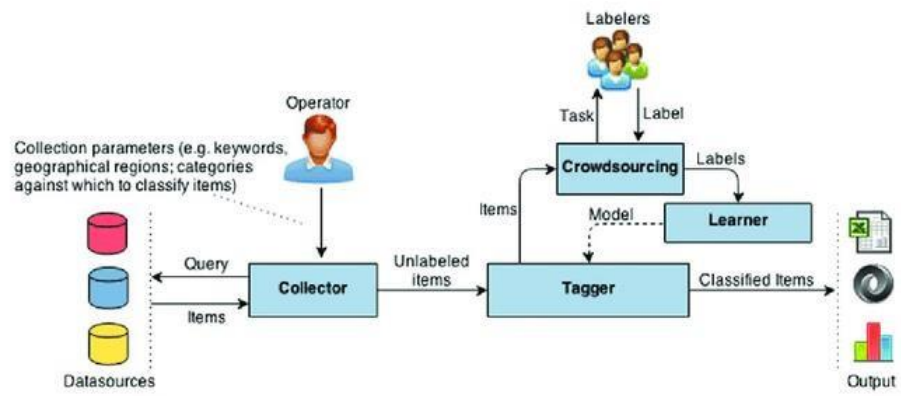 Labelers
Operator
Task
Label
Collection parameters (e.g. keywords,
geographical regions; categories
against which to classify items)
Crowdsourcing
Labels
Items
Model
Learner
Query
Unlabeled
items
Collector
Tagger
Classified Items
Items
Datasources
Output
X